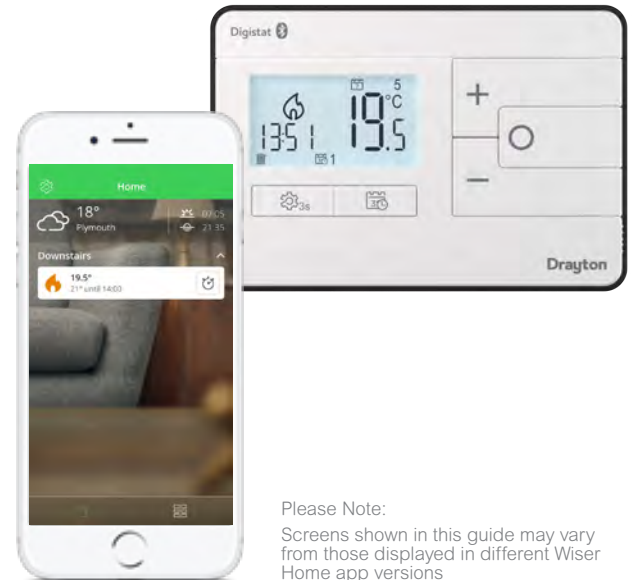 Digistat
5
19.5
°C
13:51
1
3s
31
Drayton
Home
18°
Plymouth
07:05
21:35
Downstairs
19.5°
21° until 14:00
Please Note:
Screens shown in this guide may vary
from those displayed in different Wiser
Home app versions